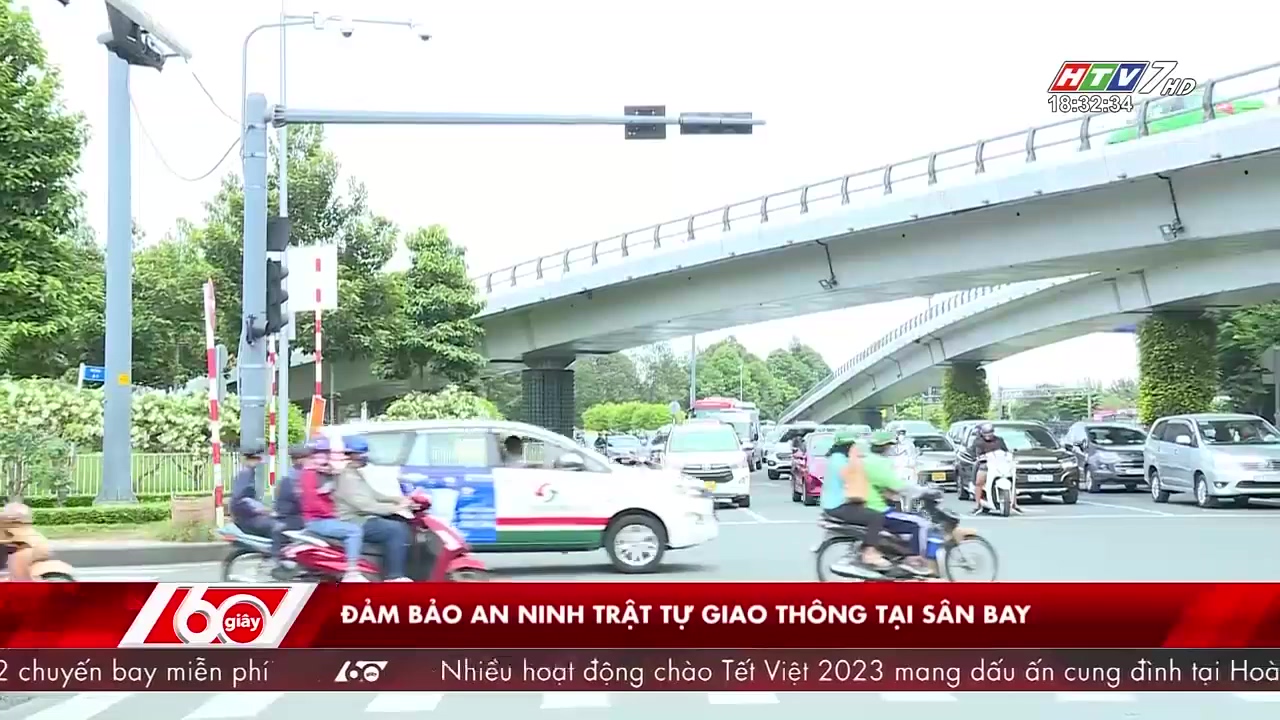 HTV7 HD
18:32:34
60 giây
ĐẢM BẢO AN NINH TRẬT TỰ GIAO THÔNG TẠI SÂN BAY
2 chuyến bay miễn phí 60 giây Nhiều hoạt động chào Tết Việt 2023 mang dấu ấn cung đình tại Hoà